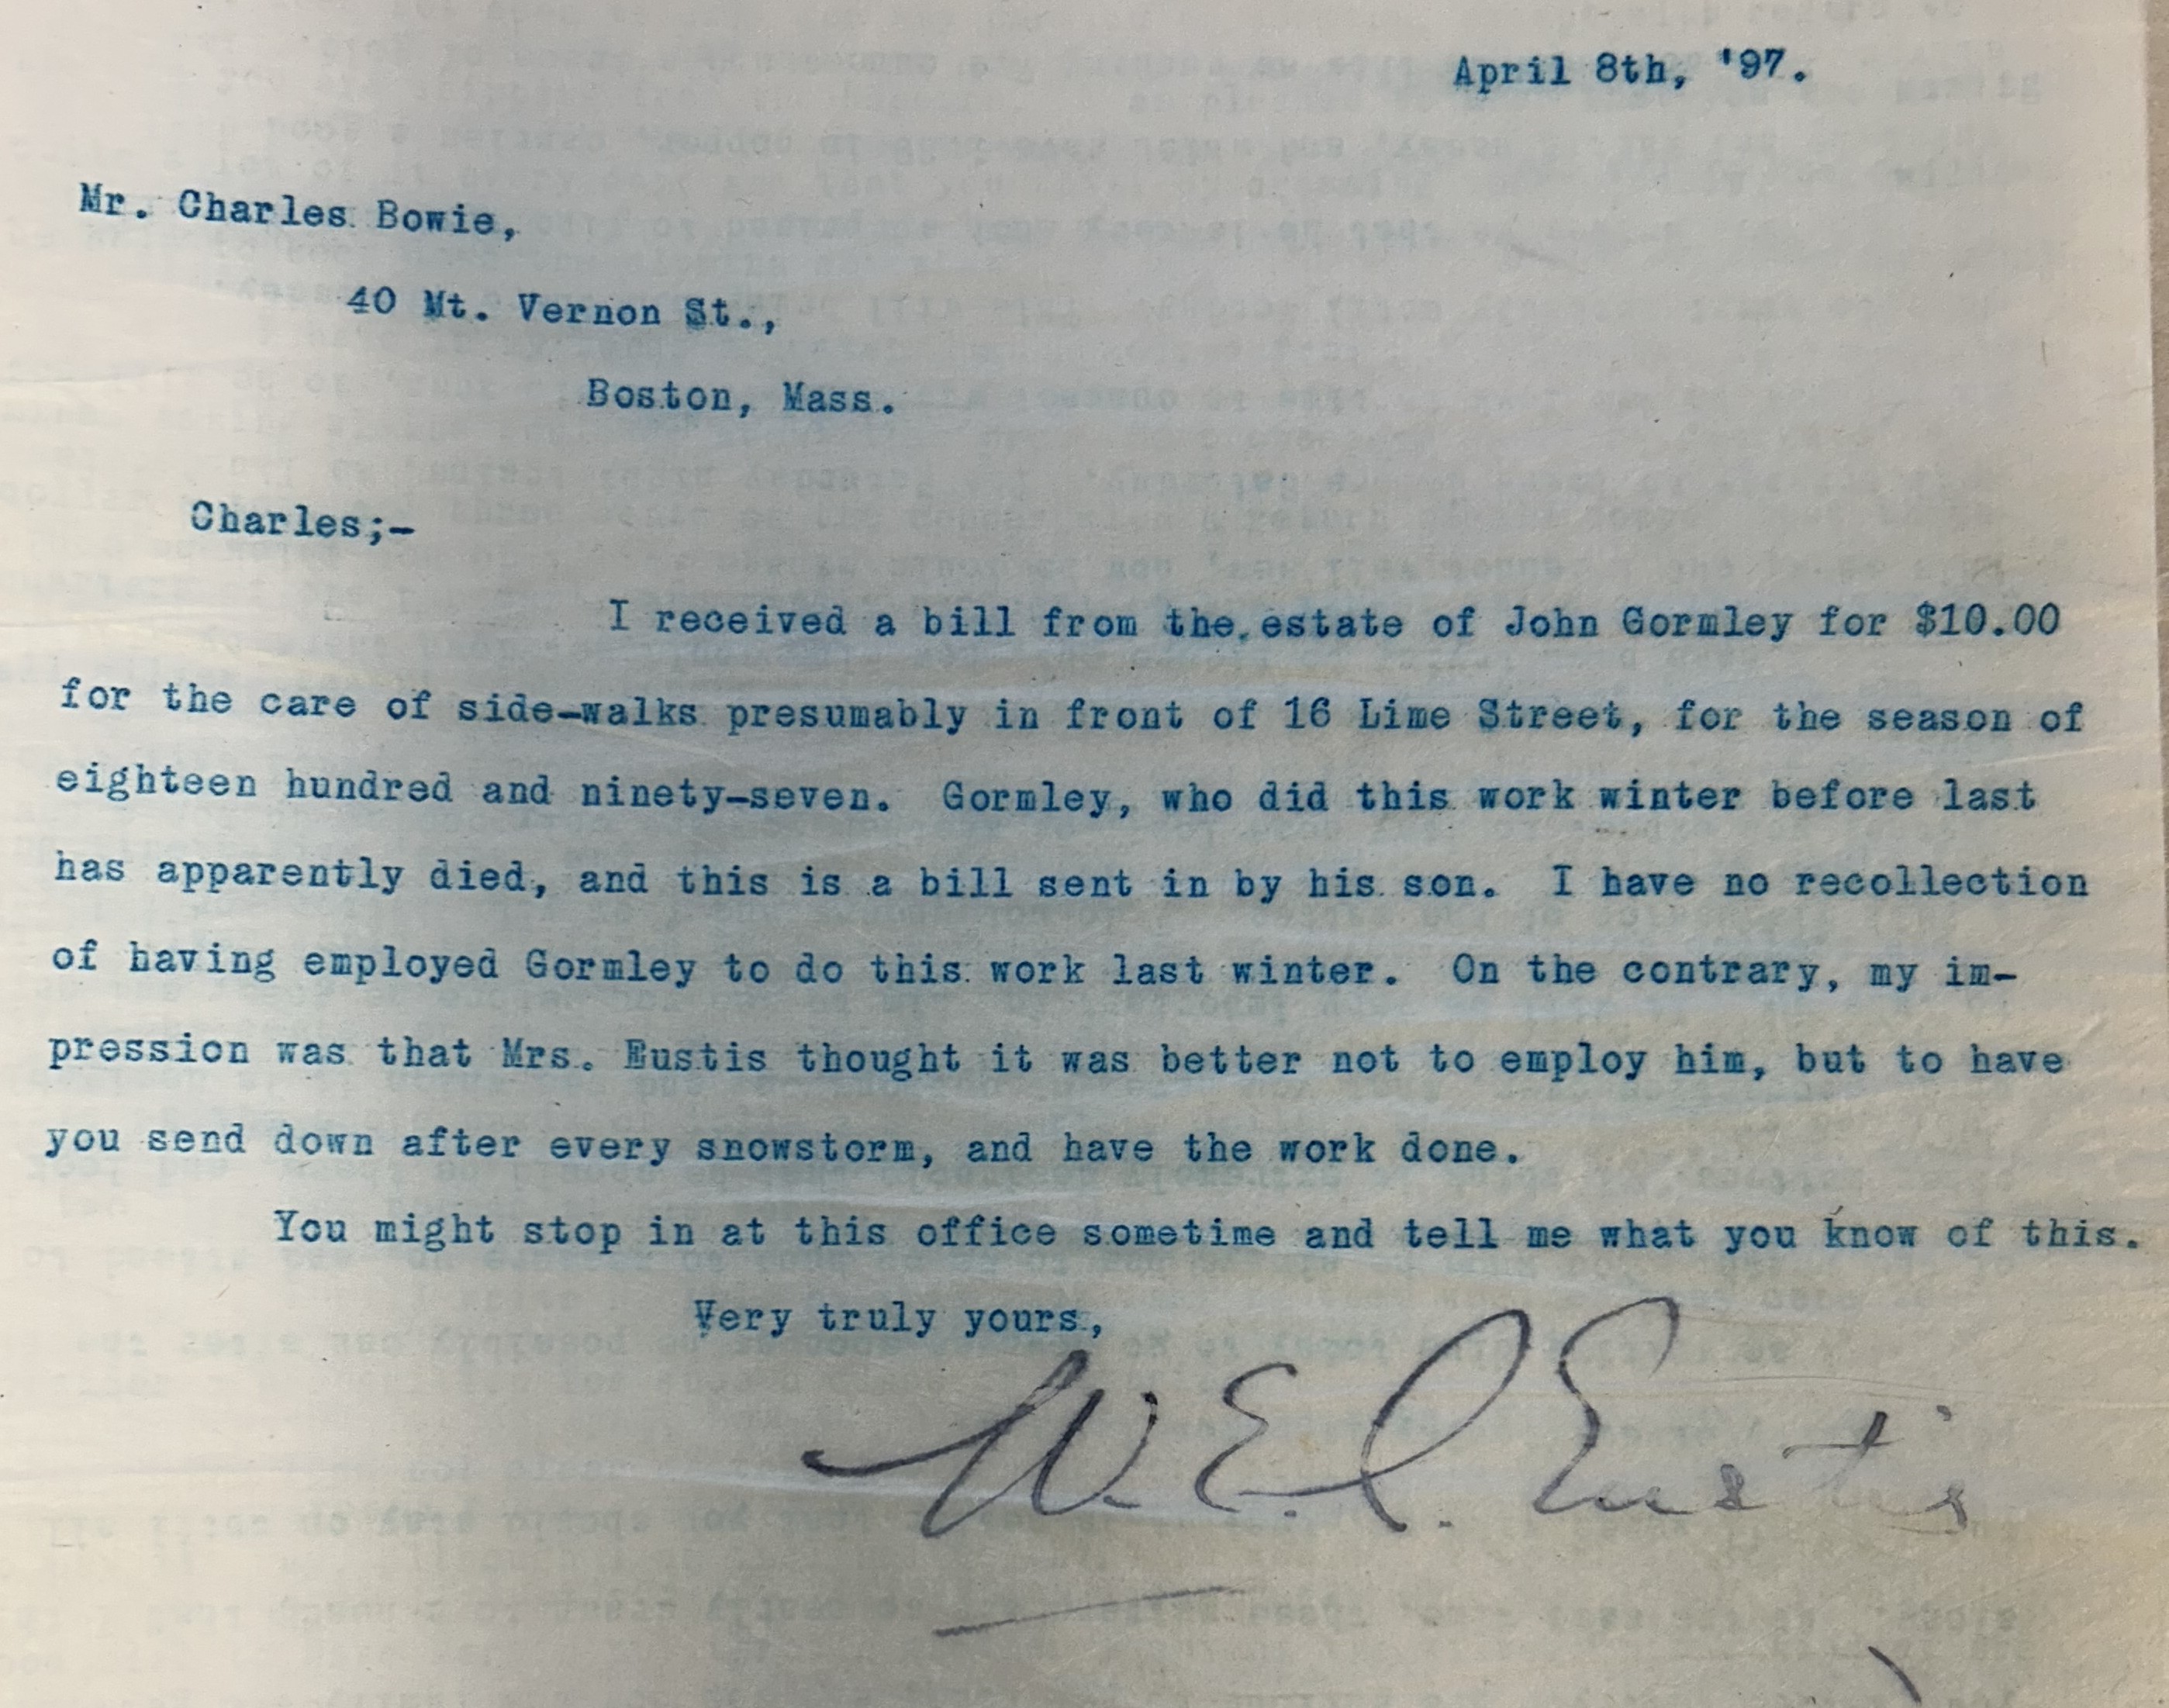 April 8th, '97.
Mr. Charles Bowie,
40 Mt. Vernon St.,
Boston, Mass.
Charles;-
I received a bill from the estate of John Gormley for $10.00
for the care of side-walks presumably in front of 16 Lime Street, for the season of
eighteen hundred and ninety-seven. Gormley, who did this work winter before last
has apparently died, and this is a bill sent in by his son. I have no recollection
of having employed Gormley to do this work last winter. On the contrary, my im-
pression was that Mrs. Eustis thought it was better not to employ him, but to have
you send down after every snowstorm, and have the work done.
You might stop in at this office sometime and tell me what you know of this.
Very truly yours,
W. E. C. Eustis